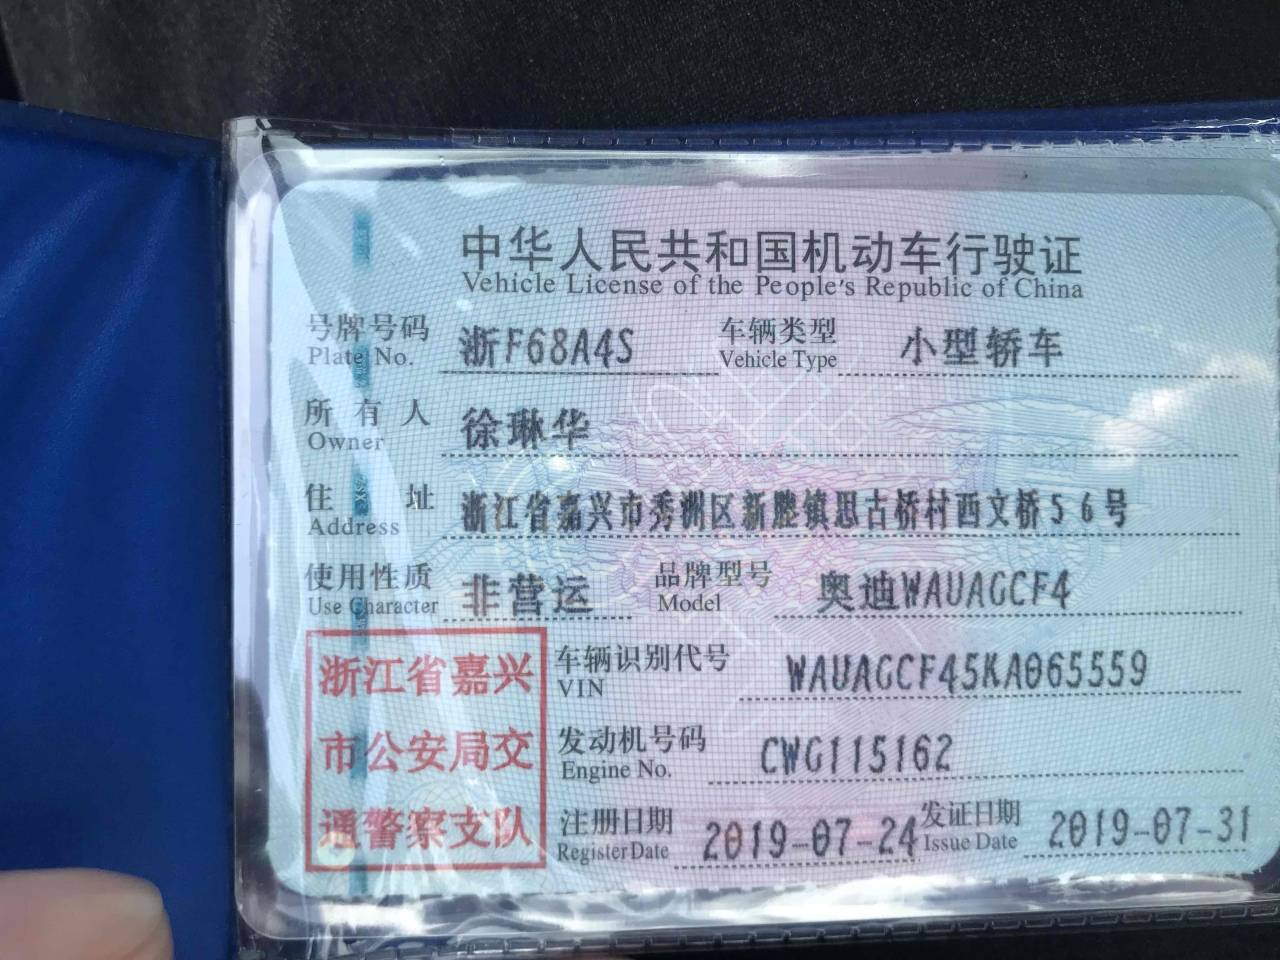 中华人民共和国机动车行驶证
Vehicle License of the People's Republic of China
号牌号码 浙F68A4S 车辆类型 小型轿车
Plate No. Vehicle Type
所有人 徐琳华
Owner
住址 浙江省嘉兴市秀洲区新塍镇思古桥村西文桥56号
Address
使用性质 非营运 品牌型号 奥迪WAUAGCF4
Use Character Model
浙江省嘉兴
市公安局交
通警察支队
车辆识别代号 WAUAGCF45KA065559
VIN
发动机号码 CWG115162
Engine No.
注册日期 2019-07-24 发证日期 2019-07-31
Register Date Issue Date